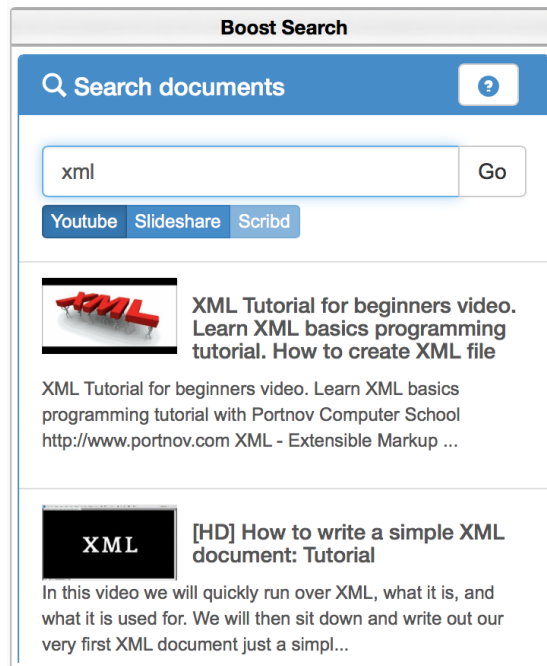 Boost Search
Search documents
?
xml
Go
Youtube Slideshare Scribd
XML
XML Tutorial for beginners video.
Learn XML basics programming
tutorial. How to create XML file
XML Tutorial for beginners video. Learn XML basics
programming tutorial with Portnov Computer School
http://www.portnov.com XML - Extensible Markup ...
XML
[HD] How to write a simple XML
document: Tutorial
In this video we will quickly run over XML, what it is, and
what it is used for. We will then sit down and write out our
very first XML document just a simpl...